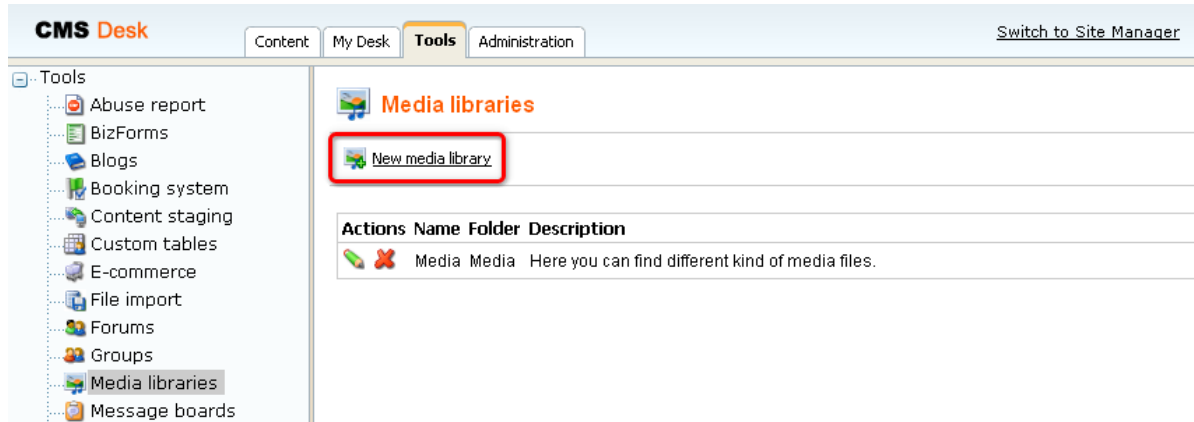 CMS Desk
Content My Desk Tools Administration
Switch to Site Manager
Tools
Abuse report
BizForms
Blogs
Booking system
Content staging
Custom tables
E-commerce
File import
Forums
Groups
Media libraries
Message boards
Media libraries
New media library
Actions Name Folder Description
Media Media Here you can find different kind of media files.